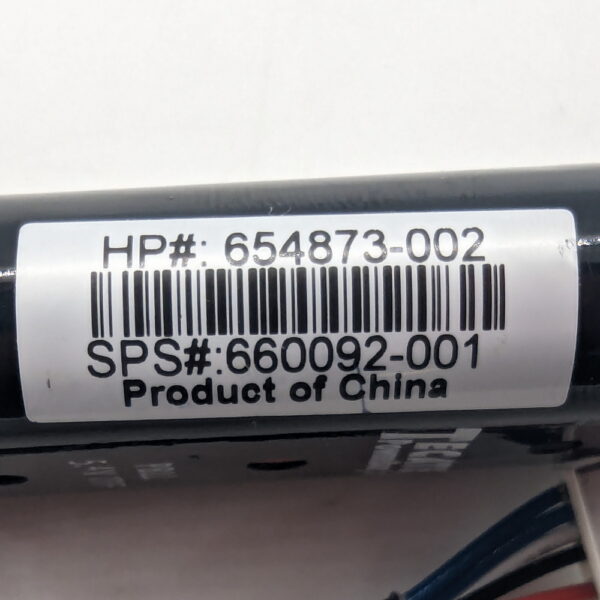 HP#: 654873-002
SPS#:660092-001
Product of China